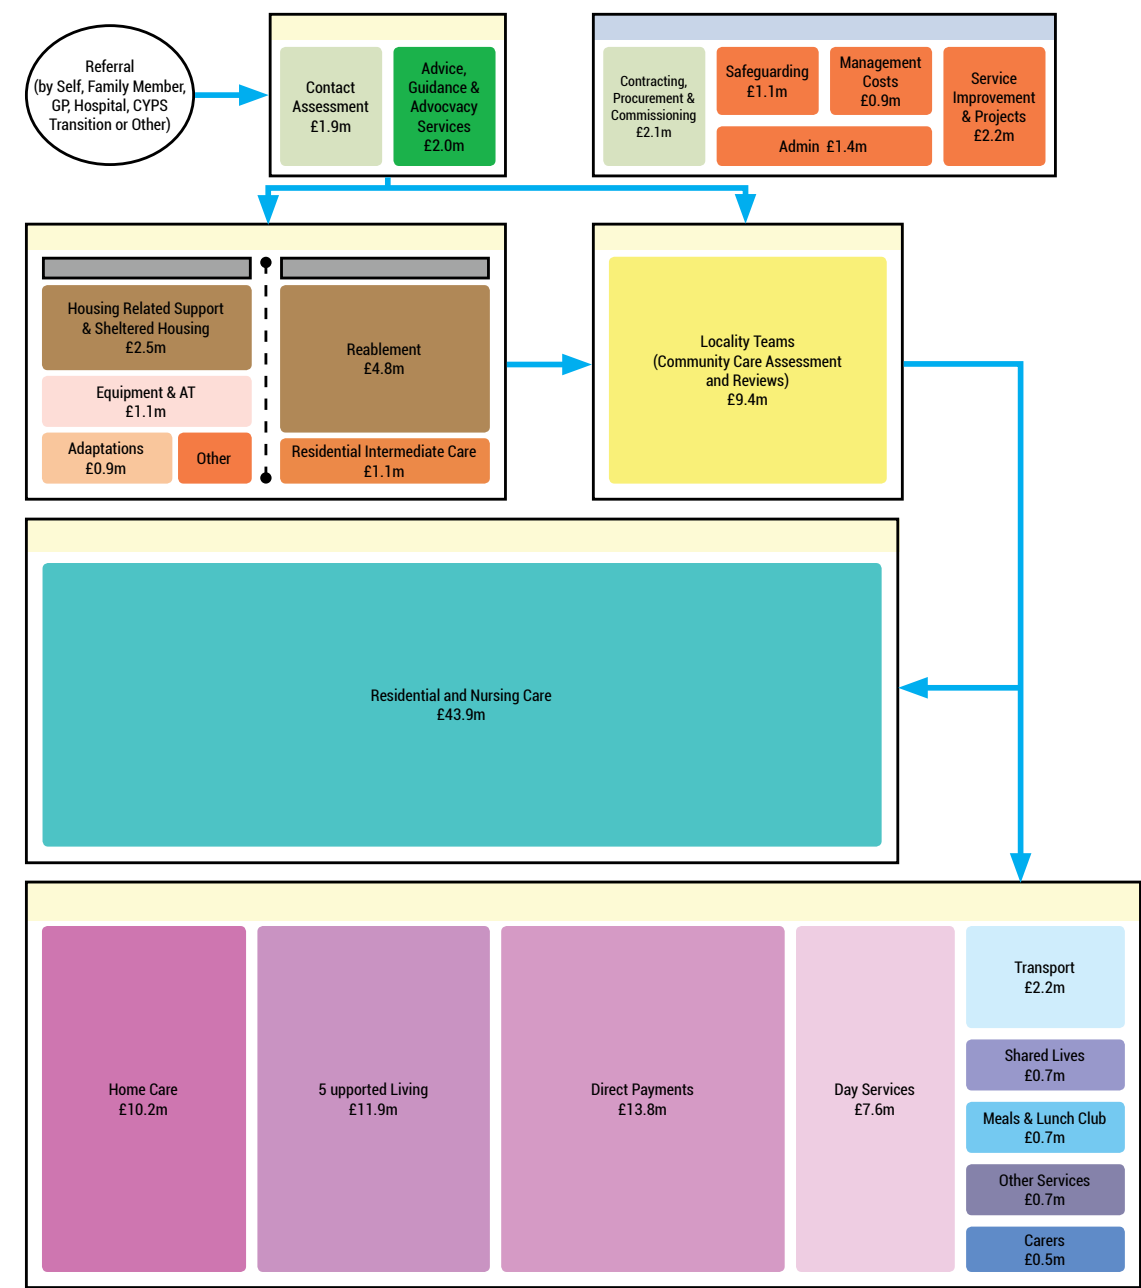 Referral
(by Self, Family Member,
GP, Hospital, CYPS
Transition or Other)
Contact
Assessment
£1.9m
Advice,
Guidance &
Advocvacy
Services
£2.0m
Contracting,
Procurement &
Commissioning
£2.1m
Safeguarding
£1.1m
Management
Costs
£0.9m
Admin £1.4m
Service
Improvement
& Projects
£2.2m
Housing Related Support
& Sheltered Housing
£2.5m
Equipment & AT
£1.1m
Adaptations
£0.9m
Other
Reablement
£4.8m
Residential Intermediate Care
£1.1m
Locality Teams
(Community Care Assessment
and Reviews)
£9.4m
Residential and Nursing Care
£43.9m
Home Care
£10.2m
5 upported Living
£11.9m
Direct Payments
£13.8m
Day Services
£7.6m
Transport
£2.2m
Shared Lives
£0.7m
Meals & Lunch Club
£0.7m
Other Services
£0.7m
Carers
£0.5m